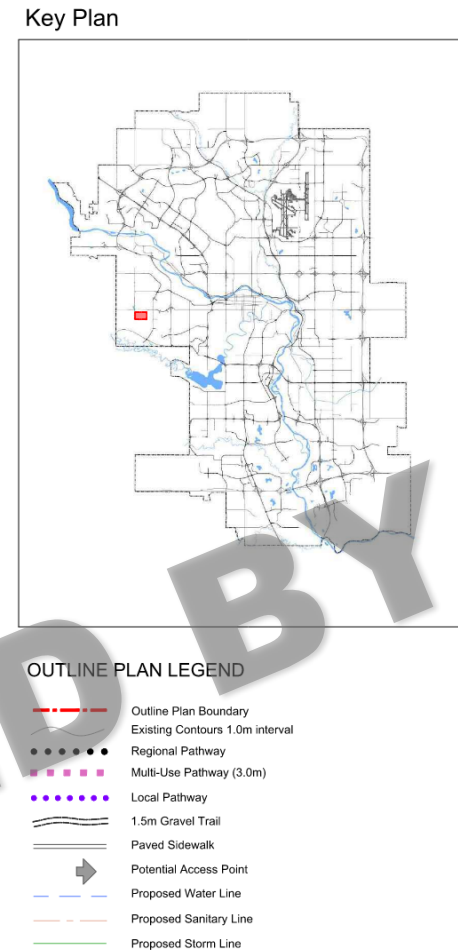 Key Plan
D BY
OUTLINE PLAN LEGEND
Outline Plan Boundary
Existing Contours 1.0m interval
Regional Pathway
Multi-Use Pathway (3.0m)
Local Pathway
1.5m Gravel Trail
Paved Sidewalk
Potential Access Point
Proposed Water Line
Proposed Sanitary Line
Proposed Storm Line